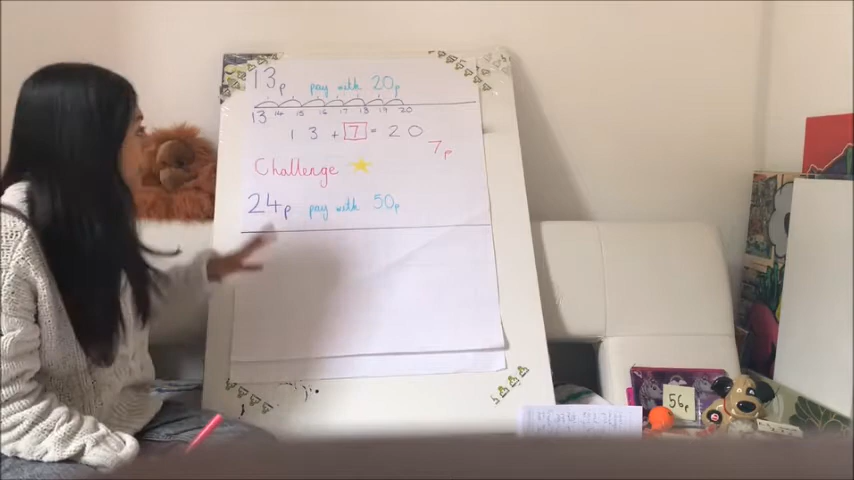 13p pay with 20p
13 14 15 16 17 18 19 20
13 + 7 = 20
7p
Challenge
24p pay with 50p
56p